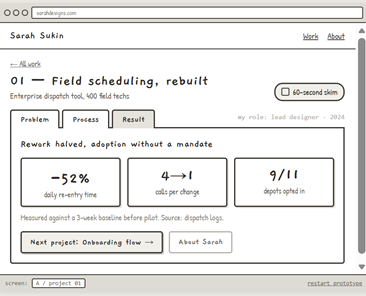 sarahdesigns.com
Sarah Sukin
Work
About
← All work
01 — Field scheduling, rebuilt
Enterprise dispatch tool, 400 field techs
60-second skim
Problem
Process
Result
my role: lead designer · 2024
Rework halved, adoption without a mandate
−52%
daily re-entry time
4→1
calls per change
9/11
depots opted in
Measured against a 3-week baseline before pilot. Source: dispatch logs.
Next project: Onboarding flow →
About Sarah
screen:
A / project 01
restart prototype